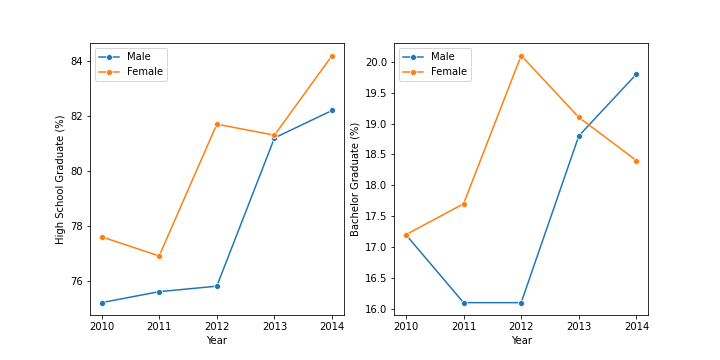 Male
Female
84
82
80
78
76
High School Graduate (%)
2010 2011 2012 2013 2014
Year
Male
Female
20.0
19.5
19.0
18.5
18.0
17.5
17.0
16.5
16.0
Bachelor Graduate (%)
2010 2011 2012 2013 2014
Year